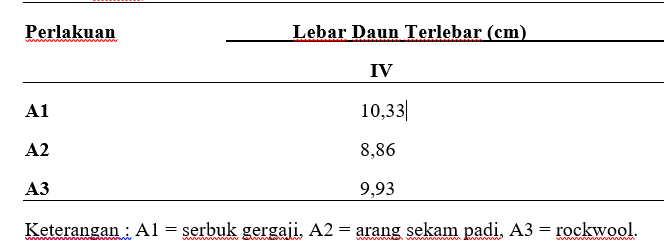 Perlakuan Lebar Daun Terlebar (cm)
IV
A1 10,33
A2 8,86
A3 9,93
Keterangan : A1 = serbuk gergaji, A2 = arang sekam padi, A3 = rockwool.